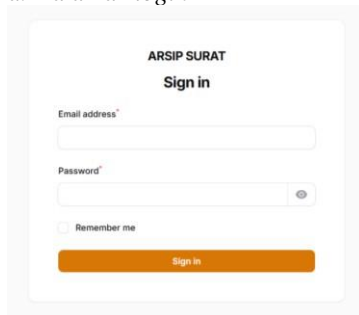 ARSIP SURAT
Sign in
Email address*
Password*
Remember me
Sign in